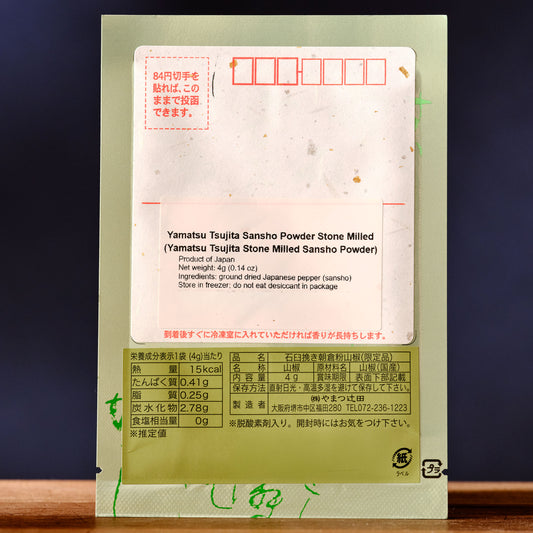 84円切手を
貼れば、この
ままで投函
できます。
Yamatsu Tsujita Sansho Powder Stone Milled
(Yamatsu Tsujita Stone Milled Sansho Powder)
Product of Japan
Net weight: 4g (0.14 oz)
Ingredients: ground dried Japanese pepper (sansho)
Store in freezer; do not eat desiccant in package
到着後すぐに冷凍室に入れていただければ香りが長持ちします。
栄養成分表示1袋(4g)当たり
熱量 15kcal
たんぱく質 0.41g
脂質 0.25g
炭水化物 2.78g
食塩相当量 0g
※推定値
品名 石臼挽き朝倉粉山椒(限定品)
名称 山椒 原材料名 山椒(国産)
内容量 4g 賞味期限 表面下部記載
保存方法 直射日光・高温多湿を避けて保存して下さい。
製造者 ㈱やまつ辻田
大阪府堺市中区福田280 TEL072-236-1223
※脱酸素剤入り。開封時にはお気をつけ下さい。
紙
ラベル
プラ